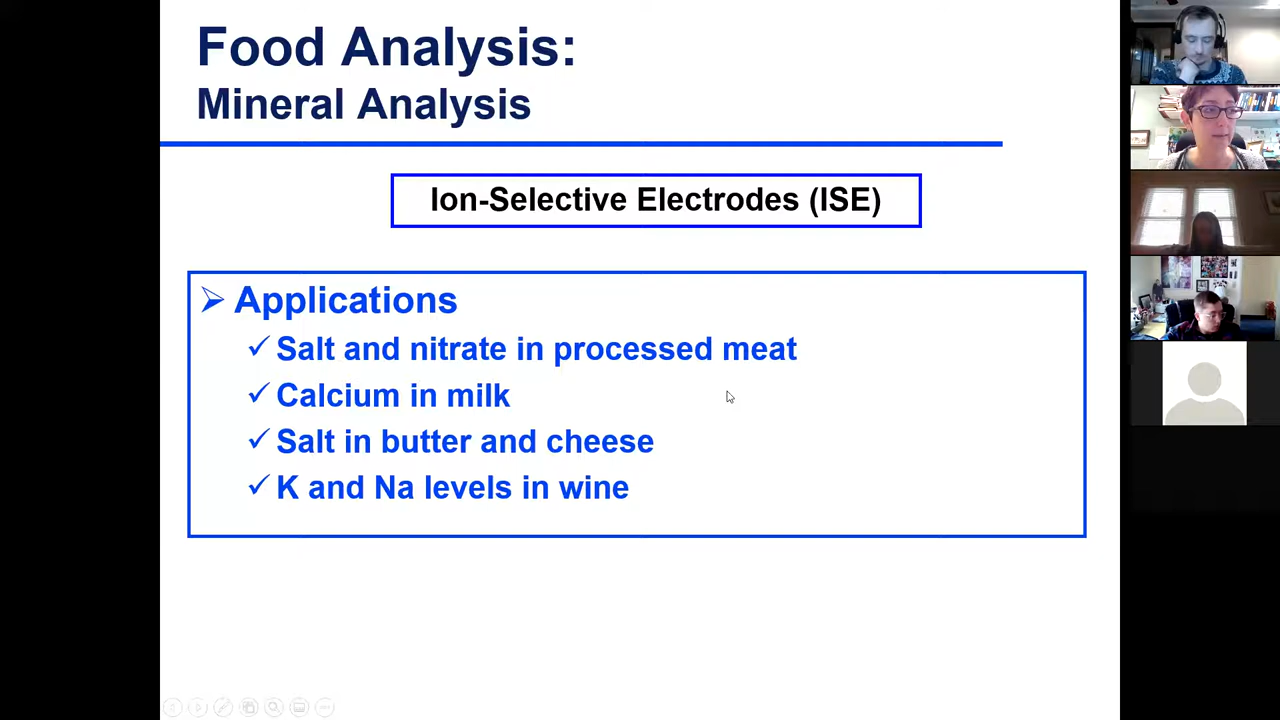 Food Analysis:
Mineral Analysis
Ion-Selective Electrodes (ISE)
Applications
Salt and nitrate in processed meat
Calcium in milk
Salt in butter and cheese
K and Na levels in wine